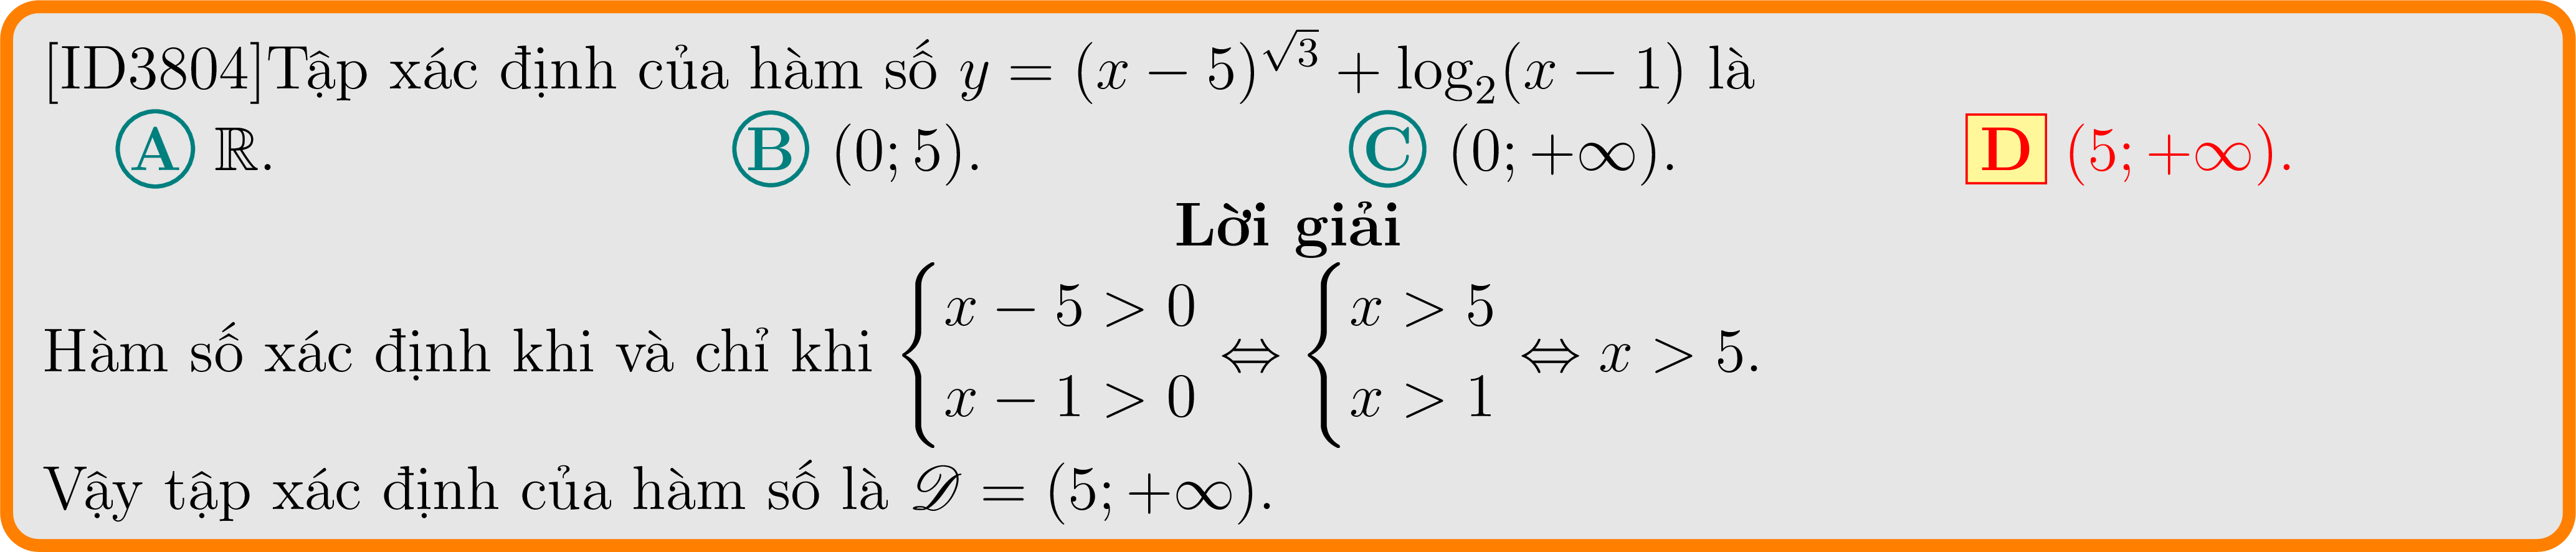 [ID3804]Tập xác định của hàm số $y = (x - 5)^{\sqrt{3}} + \log_2(x - 1)$ là
A $\mathbb{R}$. B $(0; 5)$. C $(0; +\infty)$. D $(5; +\infty)$.
Lời giải
Hàm số xác định khi và chỉ khi $\begin{cases} x - 5 > 0 \\ x - 1 > 0 \end{cases} \Leftrightarrow \begin{cases} x > 5 \\ x > 1 \end{cases} \Leftrightarrow x > 5$.
Vậy tập xác định của hàm số là $\mathscr{D} = (5; +\infty)$.